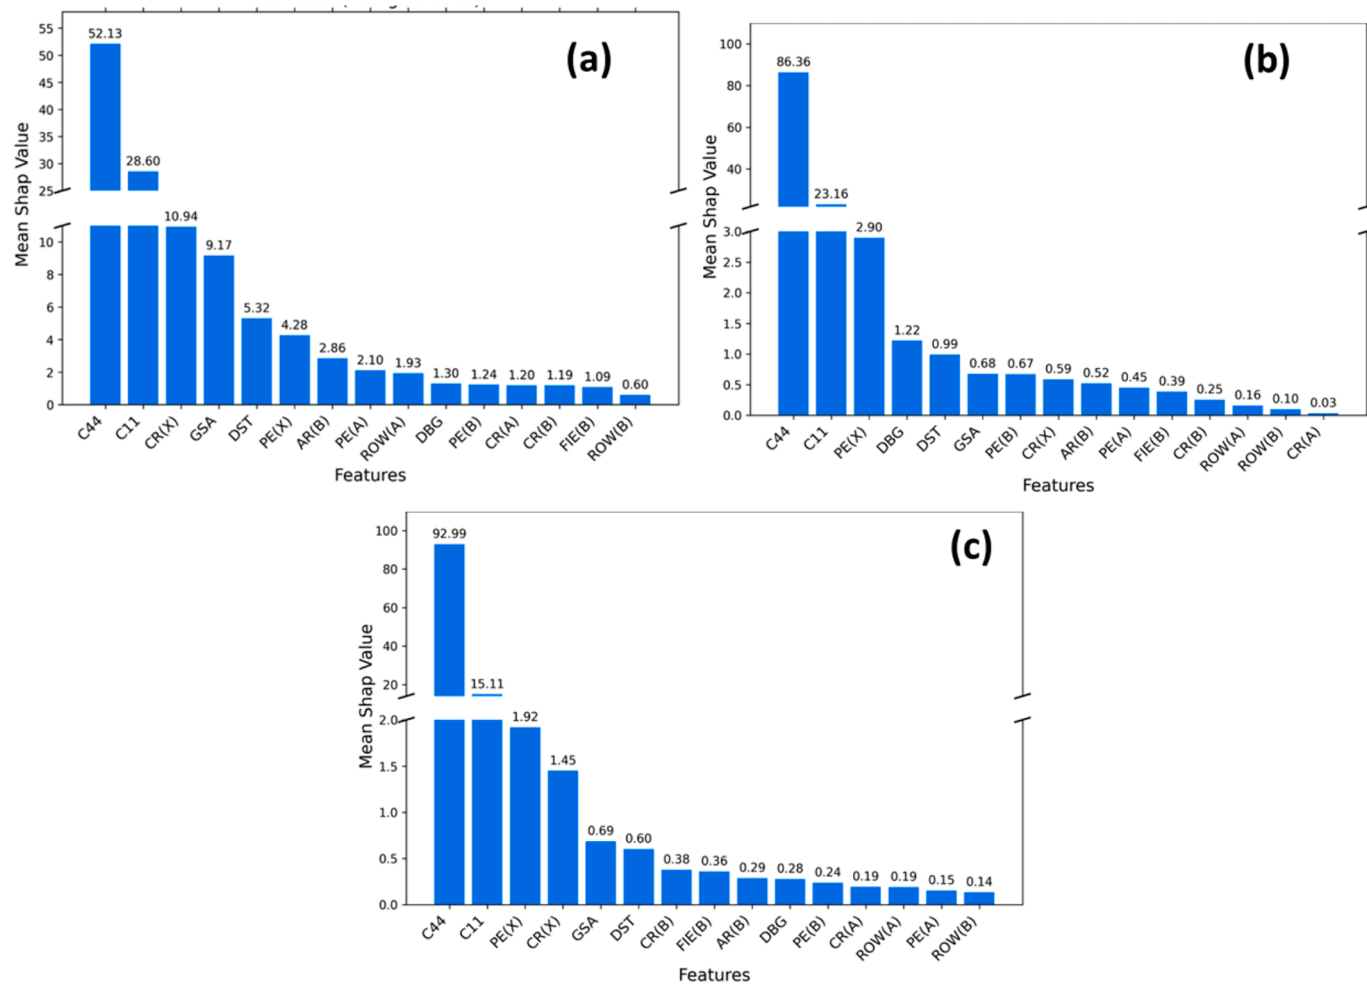 (a)
Mean Shap Value
55
50
45
40
35
30
25
10
8
6
4
2
0
52.13
28.60
10.94
9.17
5.32
4.28
2.86
2.10
1.93
1.30
1.24
1.20
1.19
1.09
0.60
C44
C11
CR(X)
GSA
DST
PE(X)
AR(B)
PE(A)
ROW(A)
DBG
PE(B)
CR(A)
CR(B)
FIE(B)
ROW(B)
Features
(b)
Mean Shap Value
100
80
60
40
3.0
2.5
2.0
1.5
1.0
0.5
0.0
86.36
23.16
2.90
1.22
0.99
0.68
0.67
0.59
0.52
0.45
0.39
0.25
0.16
0.10
0.03
C44
C11
PE(X)
DBG
DST
GSA
PE(B)
CR(X)
AR(B)
PE(A)
FIE(B)
CR(B)
ROW(A)
ROW(B)
CR(A)
Features
(c)
Mean Shap Value
100
80
60
40
20
2.0
1.5
1.0
0.5
0.0
92.99
15.11
1.92
1.45
0.69
0.60
0.38
0.36
0.29
0.28
0.24
0.19
0.19
0.15
0.14
C44
C11
PE(X)
CR(X)
GSA
DST
CR(B)
FIE(B)
AR(B)
DBG
PE(B)
CR(A)
ROW(A)
PE(A)
ROW(B)
Features